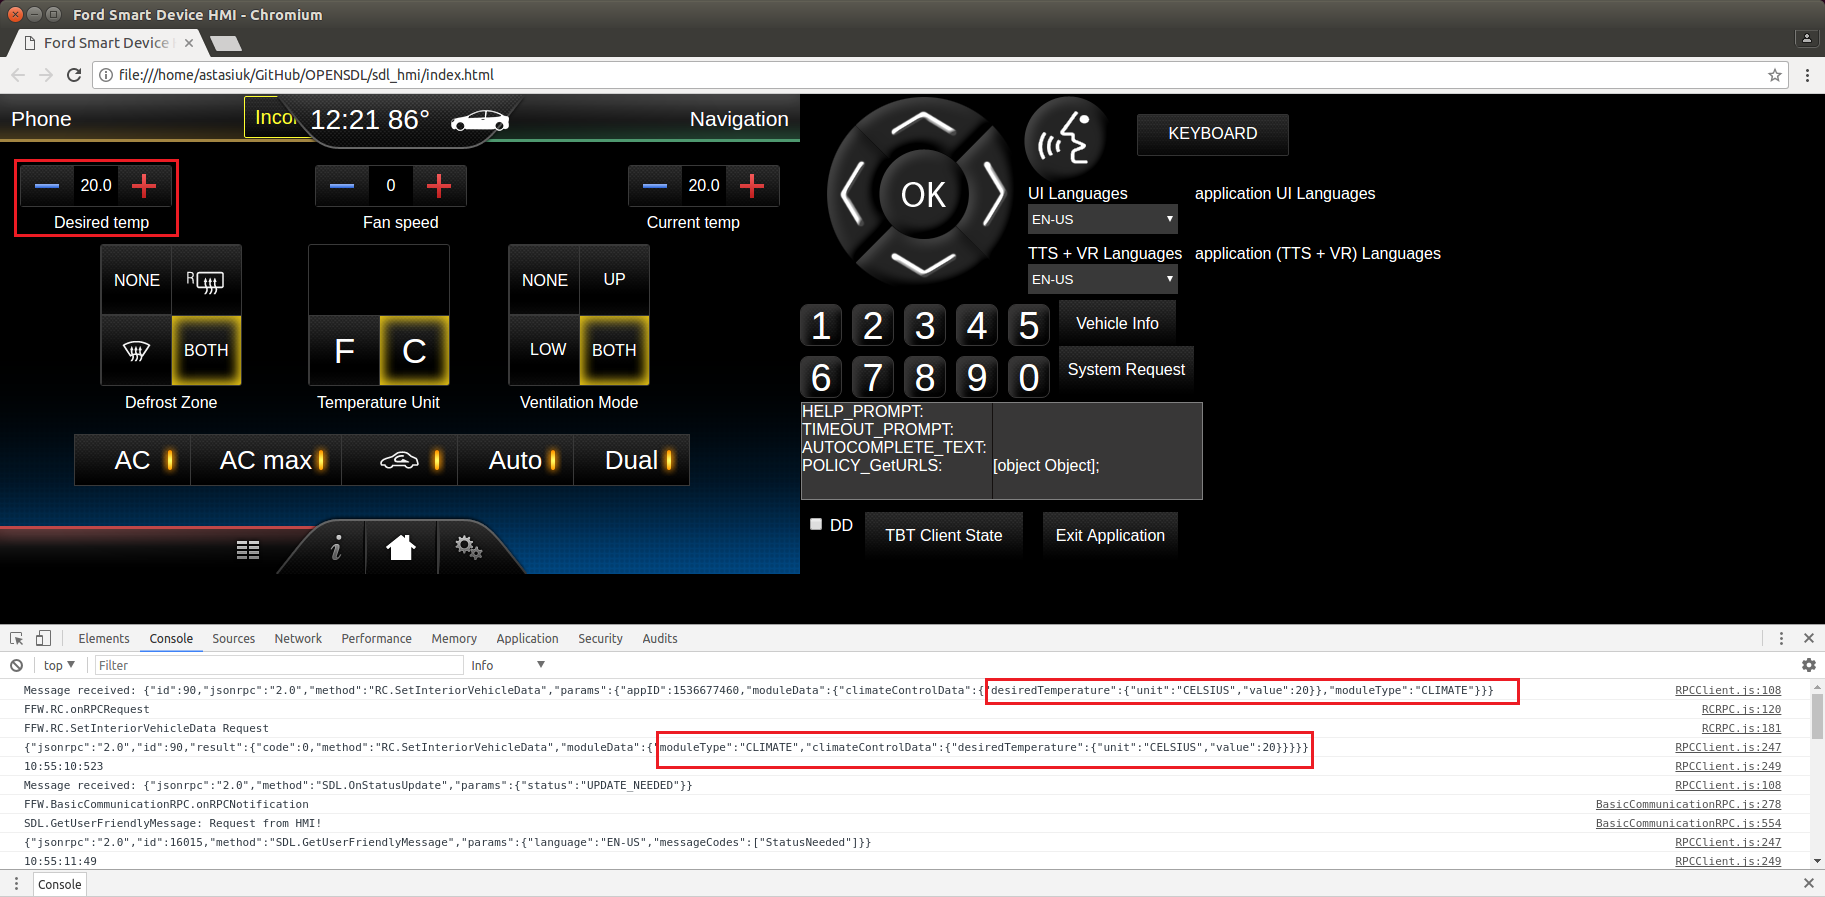 Ford Smart Device HMI - Chromium
Ford Smart Device
file:///home/astasiuk/GitHub/OPENSDL/sdl_hmi/index.html
Phone
Inco
12:21 86°
Navigation
20.0
Desired temp
0
Fan speed
20.0
Current temp
NONE
R
BOTH
Defrost Zone
F
C
Temperature Unit
NONE
UP
LOW
BOTH
Ventilation Mode
AC
AC max
Auto
Dual
i
OK
KEYBOARD
UI Languages
application UI Languages
EN-US
TTS + VR Languages
application (TTS + VR) Languages
EN-US
1 2 3 4 5
Vehicle Info
6 7 8 9 0
System Request
HELP_PROMPT:
TIMEOUT_PROMPT:
AUTOCOMPLETE_TEXT:
POLICY_GetURLS: [object Object];
DD
TBT Client State
Exit Application
Elements Console Sources Network Performance Memory Application Security Audits
top Filter Info
Message received: {"id":90,"jsonrpc":"2.0","method":"RC.SetInteriorVehicleData","params":{"appID":1536677460,"moduleData":{"climateControlData":{"desiredTemperature":{"unit":"CELSIUS","value":20}},"moduleType":"CLIMATE"}}} RPCClient.js:108
FFW.RC.onRPCRequest RCRPC.js:120
FFW.RC.SetInteriorVehicleData Request RCRPC.js:181
{"jsonrpc":"2.0","id":90,"result":{"code":0,"method":"RC.SetInteriorVehicleData","moduleData":{"moduleType":"CLIMATE","climateControlData":{"desiredTemperature":{"unit":"CELSIUS","value":20}}}}} RPCClient.js:247
10:55:10:523 RPCClient.js:249
Message received: {"jsonrpc":"2.0","method":"SDL.OnStatusUpdate","params":{"status":"UPDATE_NEEDED"}} RPCClient.js:108
FFW.BasicCommunicationRPC.onRPCNotification BasicCommunicationRPC.js:278
SDL.GetUserFriendlyMessage: Request from HMI! BasicCommunicationRPC.js:554
{"jsonrpc":"2.0","id":16015,"method":"SDL.GetUserFriendlyMessage","params":{"language":"EN-US","messageCodes":["StatusNeeded"]}} RPCClient.js:247
10:55:11:49 RPCClient.js:249
Console